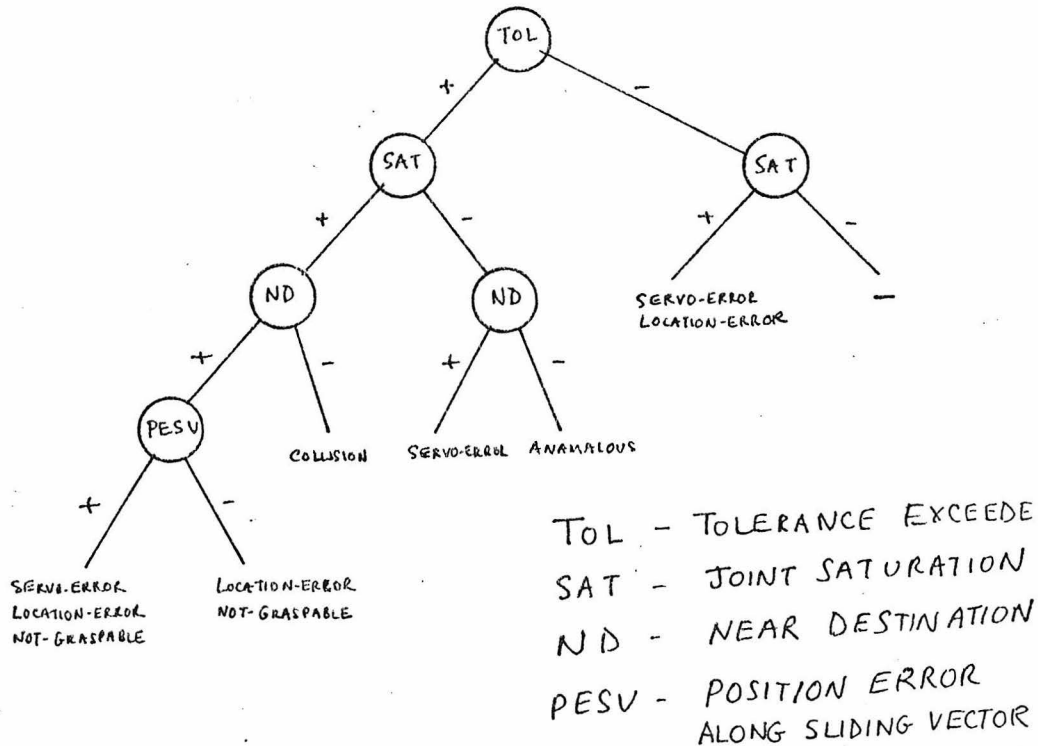 TOL
+
-
SAT
SAT
+
-
+
-
ND
ND
SERVO-ERROR
LOCATION-ERROR
-
+
-
+
-
PESV
COLLISION
SERVO-ERROR
ANAMALOUS
+
-
SERVO-ERROR
LOCATION-ERROR
NOT-GRASPABLE
LOCATION-ERROR
NOT-GRASPABLE
TOL - TOLERANCE EXCEEDE
SAT - JOINT SATURATION
ND - NEAR DESTINATION
PESV - POSITION ERROR
ALONG SLIDING VECTOR